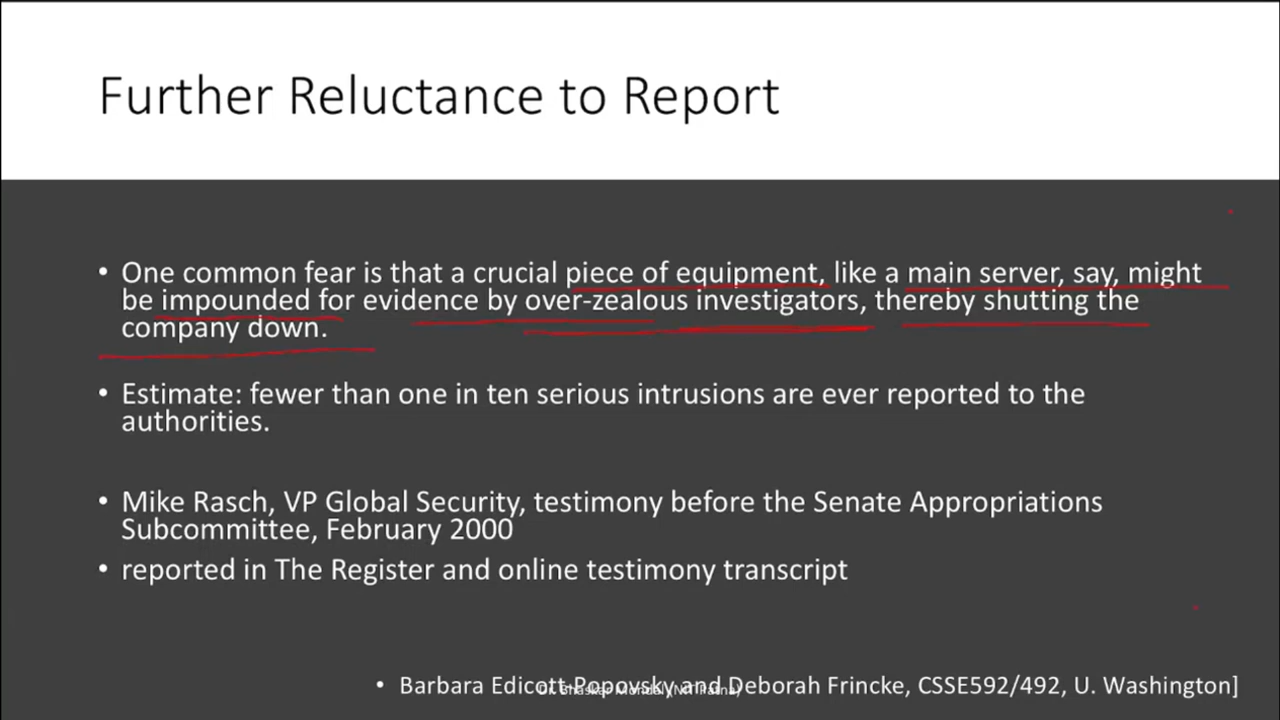 Further Reluctance to Report
• One common fear is that a crucial piece of equipment, like a main server, say, might
be impounded for evidence by over-zealous investigators, thereby shutting the
company down.
• Estimate: fewer than one in ten serious intrusions are ever reported to the
authorities.
• Mike Rasch, VP Global Security, testimony before the Senate Appropriations
Subcommittee, February 2000
• reported in The Register and online testimony transcript
• Barbara Edicott-Popovsky and Deborah Frincke, CSSE592/492, U. Washington]